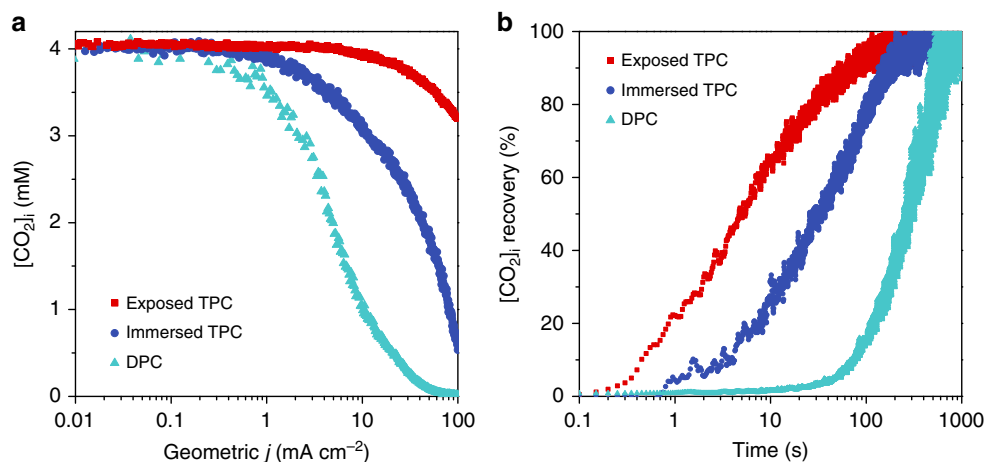 a
[CO₂]ᵢ (mM)
4
3
2
1
0
Exposed TPC
Immersed TPC
DPC
0.01
0.1
1
10
100
Geometric j (mA cm⁻²)
b
[CO₂]ᵢ recovery (%)
100
80
60
40
20
0
Exposed TPC
Immersed TPC
DPC
0.1
1
10
100
1000
Time (s)